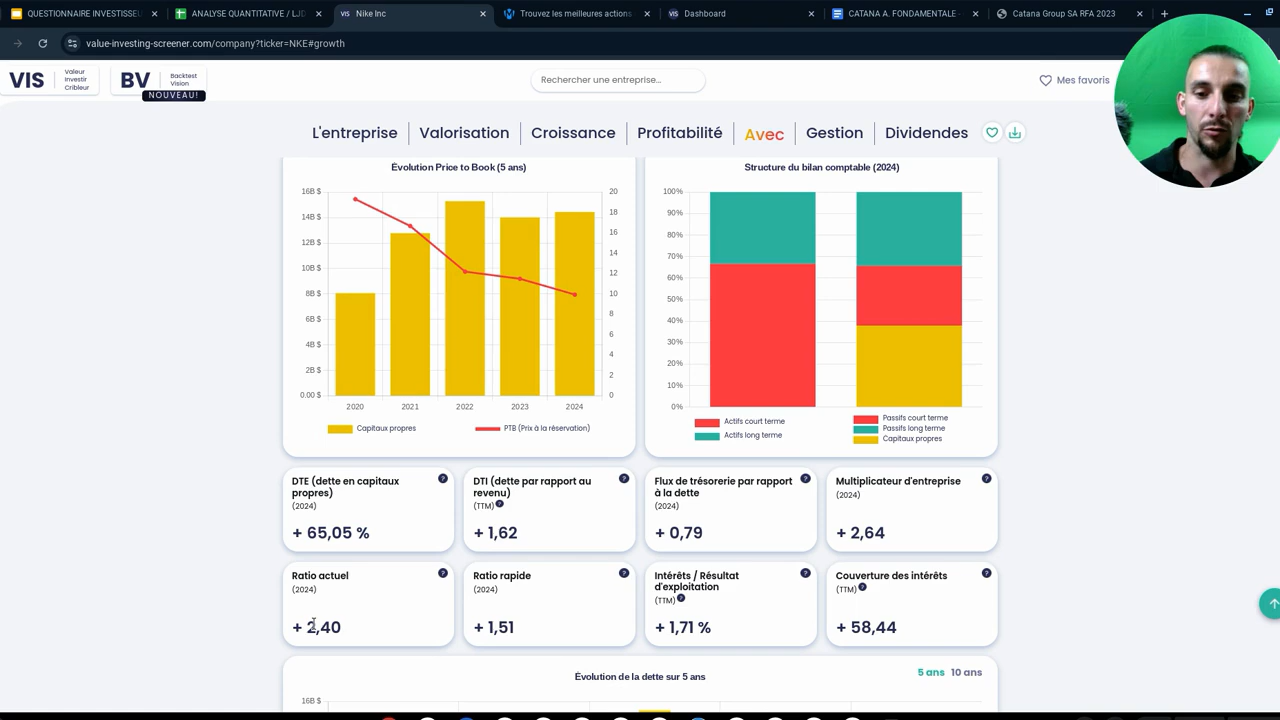 QUESTIONNAIRE INVESTISSEU
ANALYSE QUANTITATIVE / LJD
Nike Inc
Trouvez les meilleures actions
Dashboard
CATANA A. FONDAMENTALE -
Catana Group SA RFA 2023
value-investing-screener.com/company?ticker=NKE#growth
VIS
Valeur
Investir
Cribleur
BV
Backtest
Vision
NOUVEAU!
Rechercher une entreprise...
Mes favoris
L'entreprise
Valorisation
Croissance
Profitabilité
Avec
Gestion
Dividendes
Évolution Price to Book (5 ans)
16B $
14B $
12B $
10B $
8B $
6B $
4B $
2B $
0.00 $
20
18
16
14
12
10
8
6
4
2
0
2020
2021
2022
2023
2024
Capitaux propres
PTB (Prix à la réservation)
Structure du bilan comptable (2024)
100%
90%
80%
70%
60%
50%
40%
30%
20%
10%
0%
Actifs court terme
Actifs long terme
Passifs court terme
Passifs long terme
Capitaux propres
DTE (dette en capitaux
propres)
(2024)
+ 65,05 %
DTI (dette par rapport au
revenu)
(TTM)
+ 1,62
Flux de trésorerie par rapport
à la dette
(2024)
+ 0,79
Multiplicateur d'entreprise
(2024)
+ 2,64
Ratio actuel
(2024)
+ 2,40
Ratio rapide
(2024)
+ 1,51
Intérêts / Résultat
d'exploitation
(TTM)
+ 1,71 %
Couverture des intérêts
(TTM)
+ 58,44
Évolution de la dette sur 5 ans
5 ans
10 ans
16B $